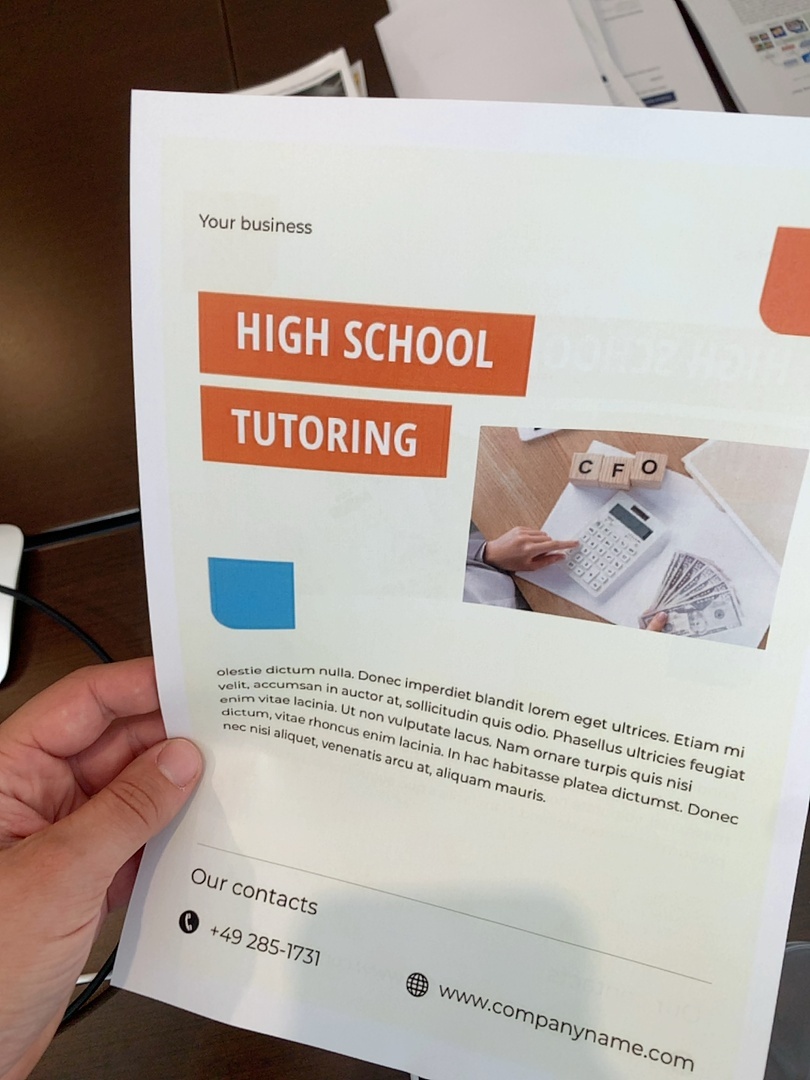 Your business
HIGH SCHOOL
TUTORING
C F O
olestie dictum nulla. Donec imperdiet blandit lorem eget ultrices. Etiam mi
velit, accumsan in auctor at, sollicitudin quis odio. Phasellus ultricies feugiat
enim vitae lacinia. Ut non vulputate lacus. Nam ornare turpis quis nisi
dictum, vitae rhoncus enim lacinia. In hac habitasse platea dictumst. Donec
nec nisi aliquet, venenatis arcu at, aliquam mauris.
Our contacts
+49 285-1731
www.companyname.com